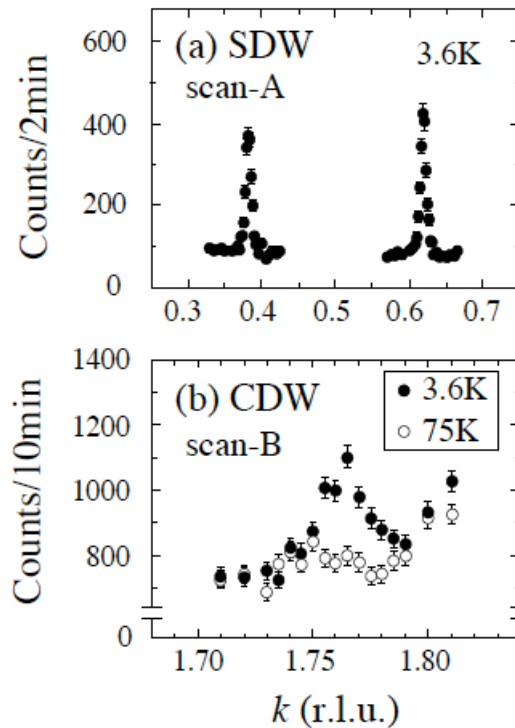 600
(a) SDW
3.6K
scan-A
400
200
0
Counts/2min
0.3 0.4 0.5 0.6 0.7
1400
(b) CDW
3.6K
75K
scan-B
1200
1000
800
0
Counts/10min
1.70 1.75 1.80
k (r.l.u.)